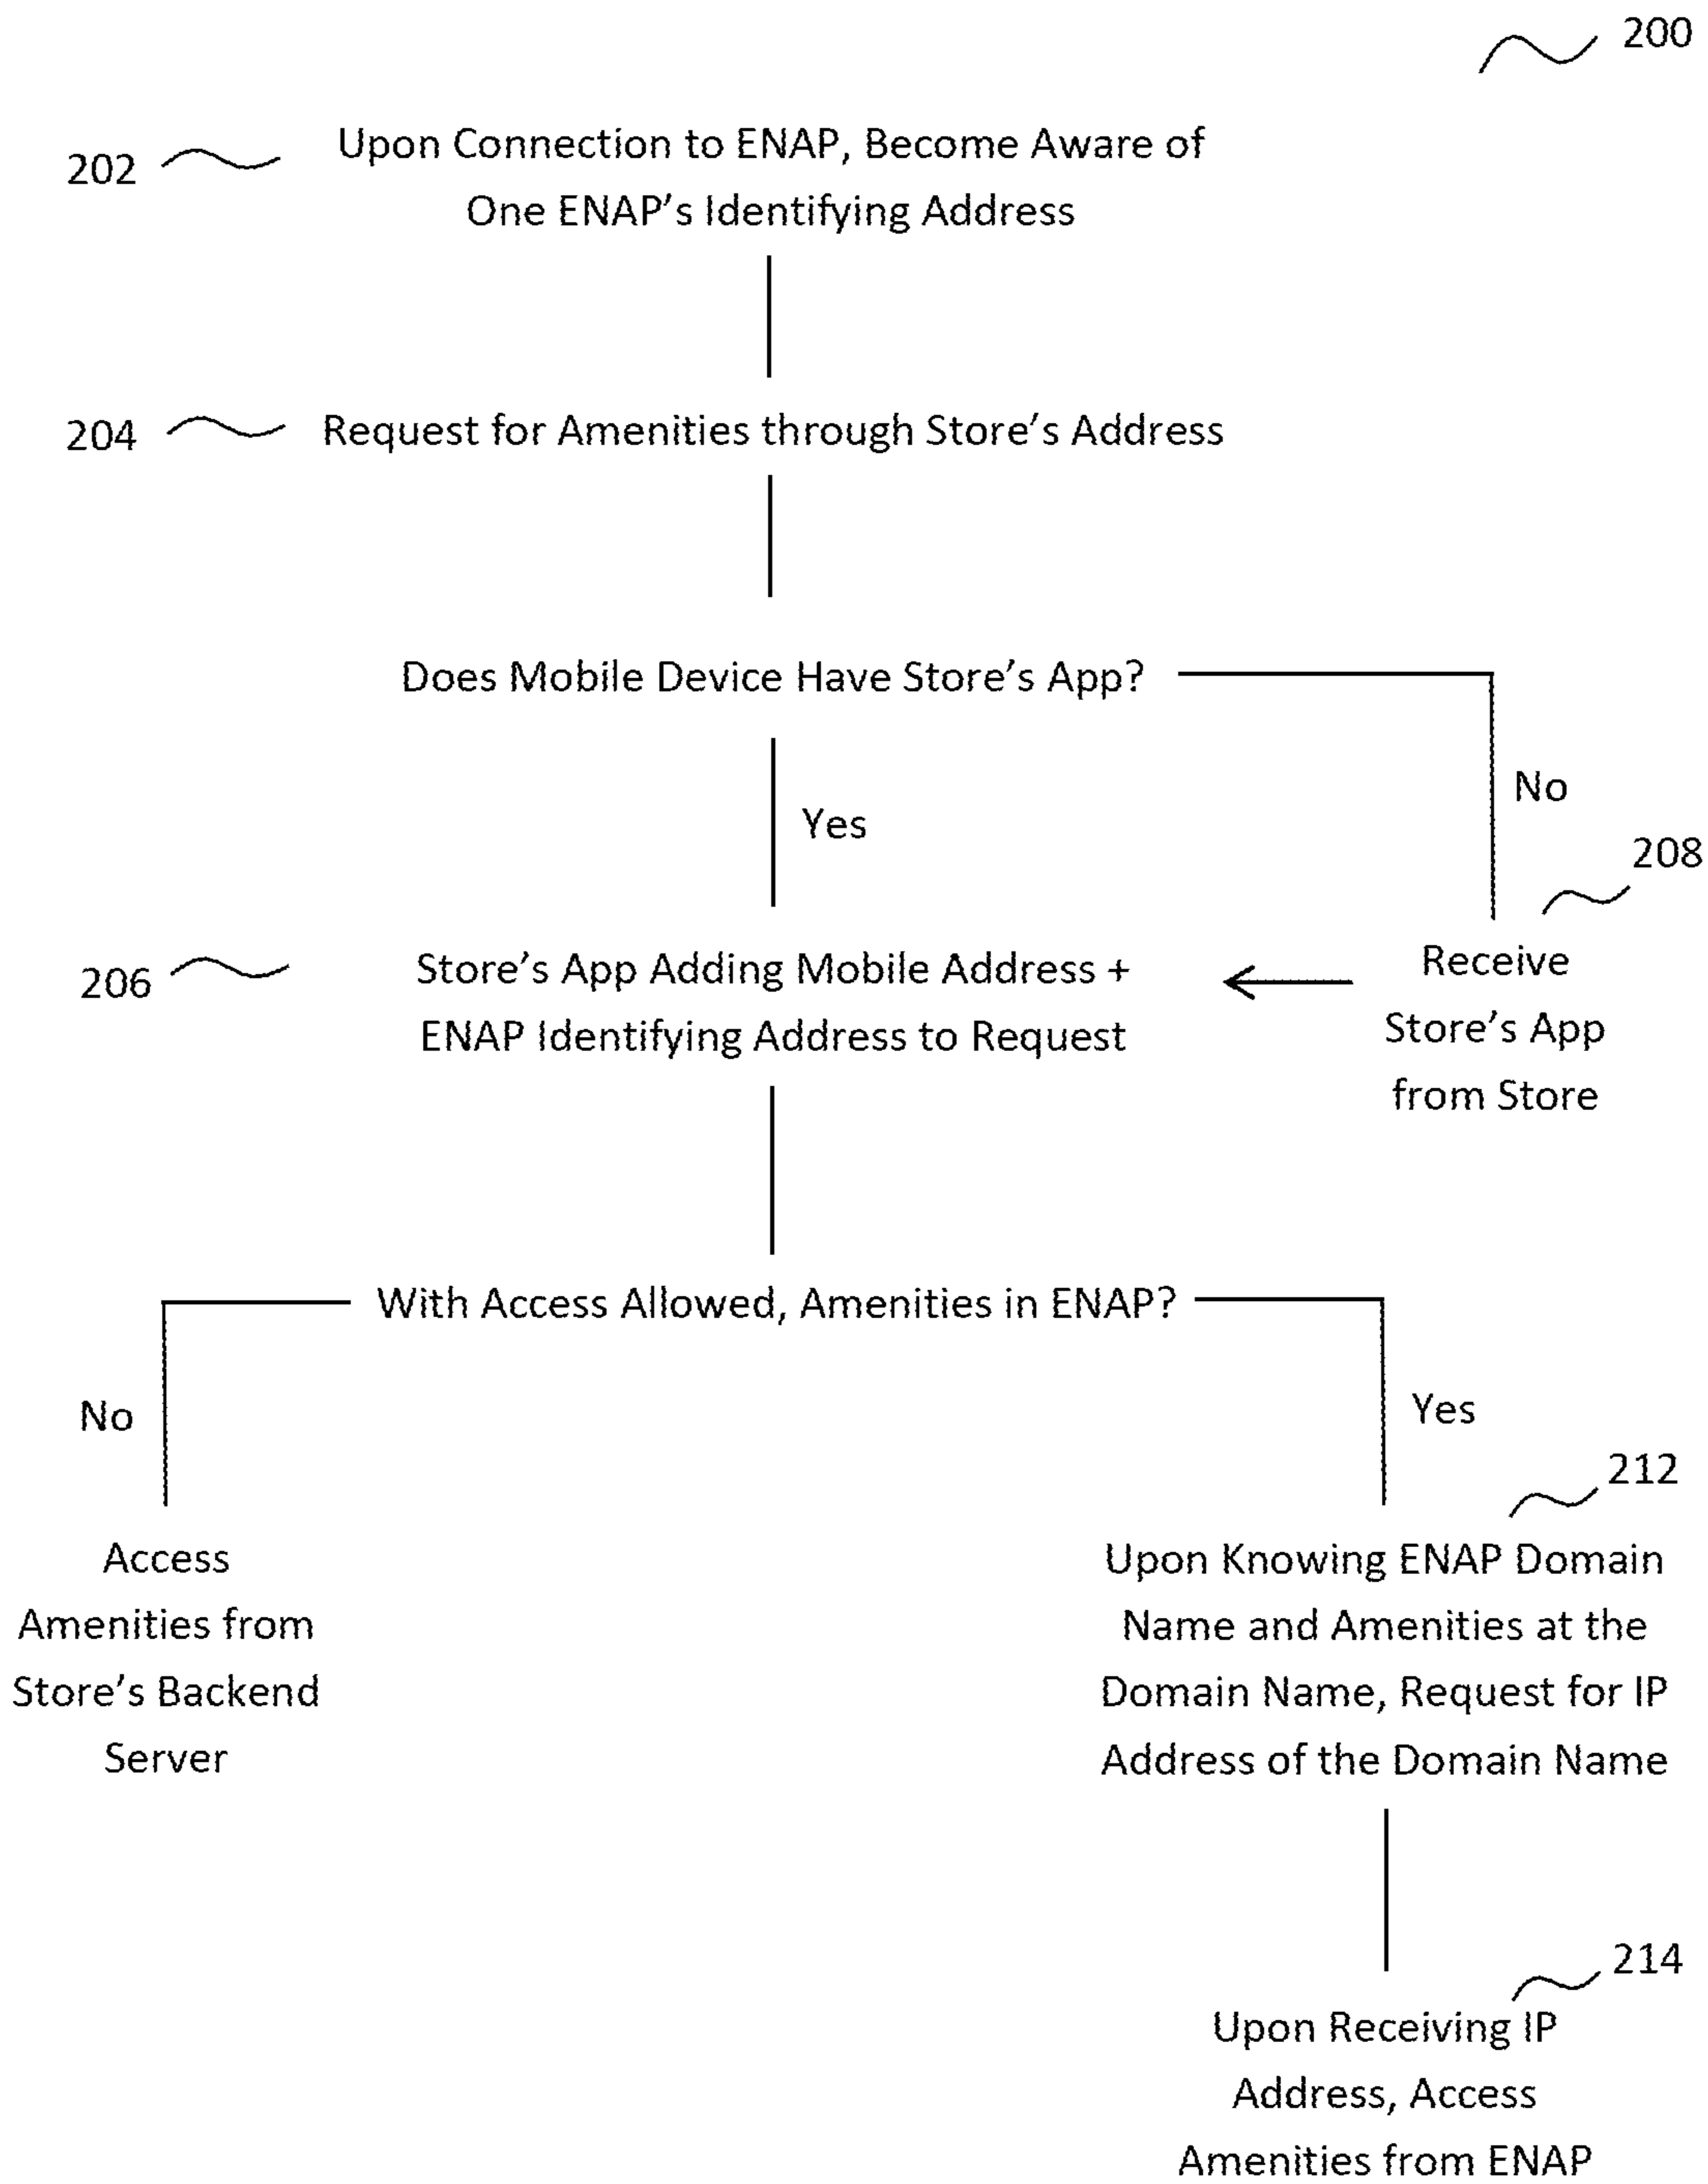 200
202
Upon Connection to ENAP, Become Aware of
One ENAP's Identifying Address
204
Request for Amenities through Store's Address
Does Mobile Device Have Store's App?
No
Yes
208
206
Store's App Adding Mobile Address +
ENAP Identifying Address to Request
Receive
Store's App
from Store
With Access Allowed, Amenities in ENAP?
No
Yes
212
Access
Amenities from
Store's Backend
Server
Upon Knowing ENAP Domain
Name and Amenities at the
Domain Name, Request for IP
Address of the Domain Name
214
Upon Receiving IP
Address, Access
Amenities from ENAP